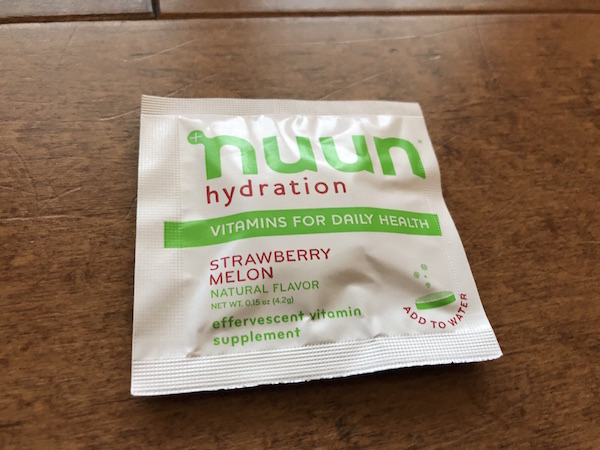 nuun
hydration
VITAMINS FOR DAILY HEALTH
STRAWBERRY
MELON
NATURAL FLAVOR
NET WT. 0.15 oz (4.2g)
effervescent vitamin
supplement
ADD TO WATER